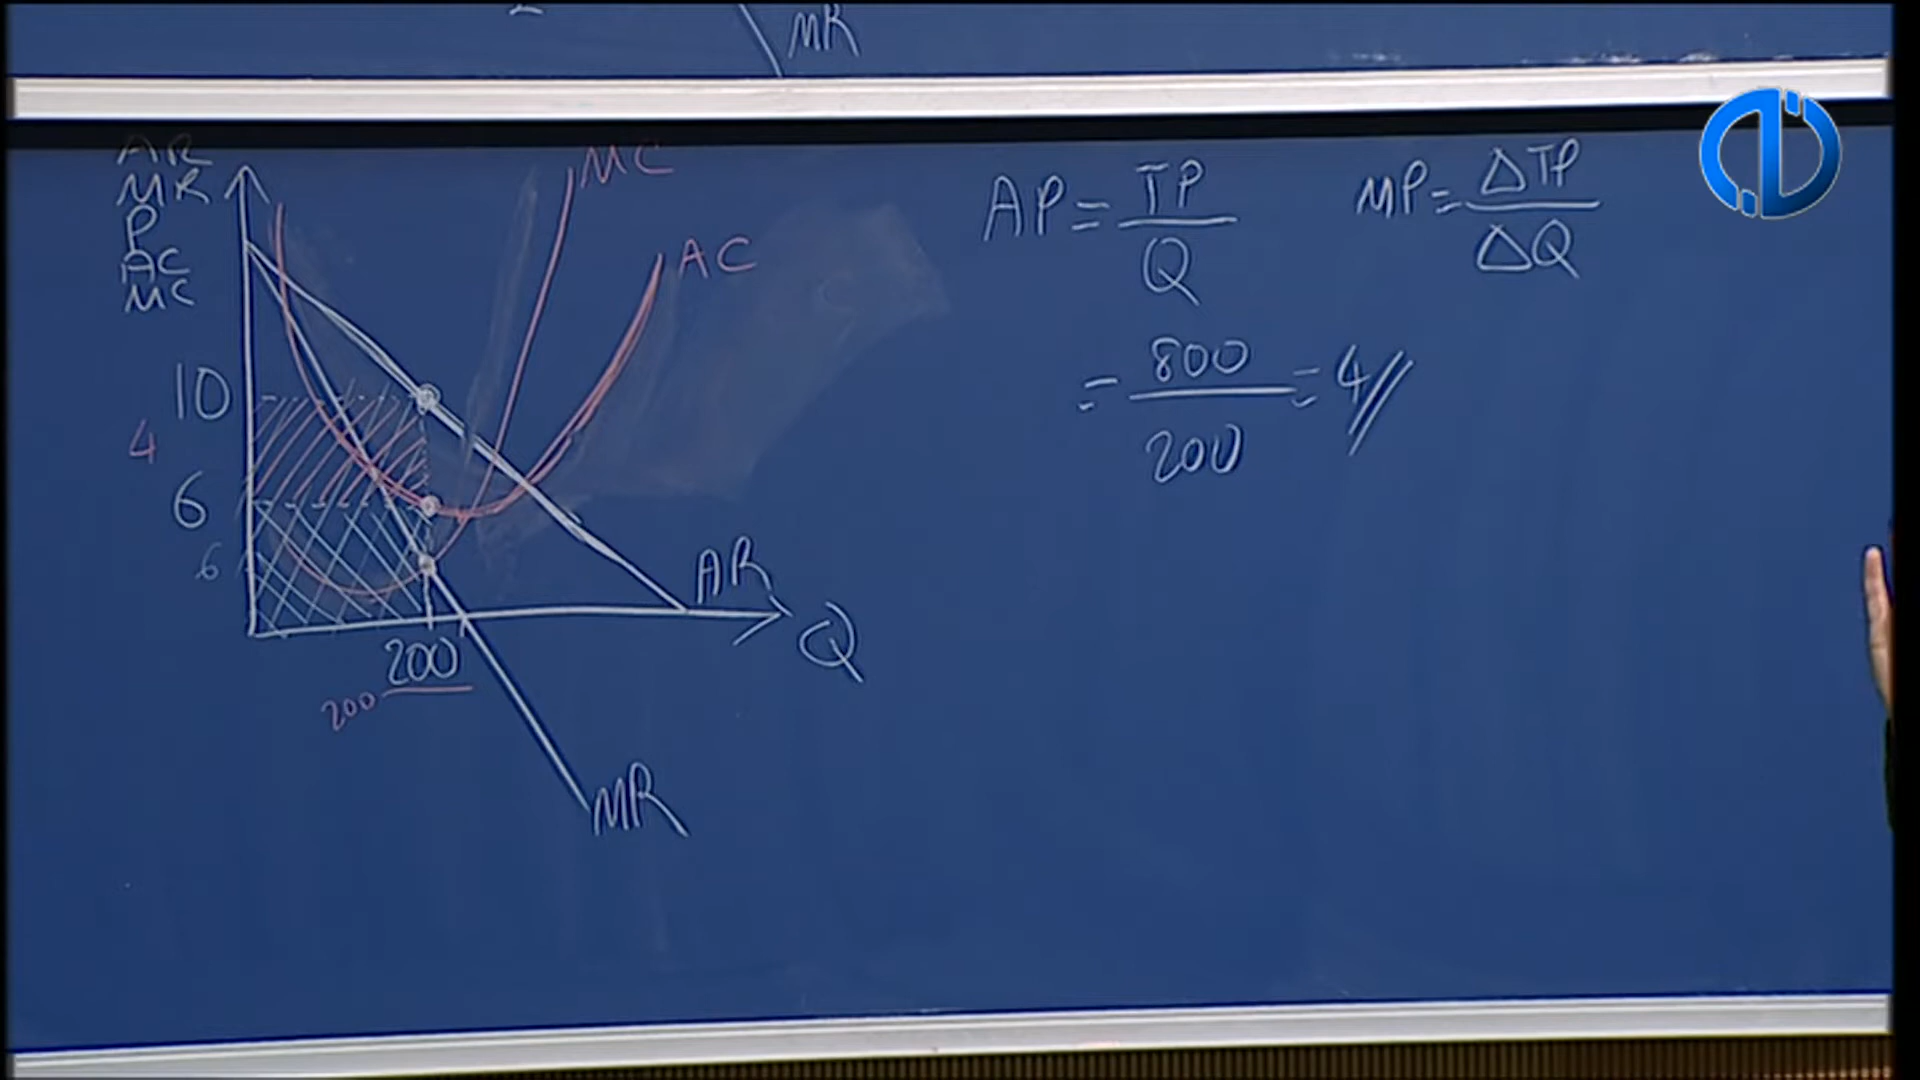 MR
AR
MR
P
AC
MC
MC
AC
10
4
6
6
200
200
AR
Q
MR
AP = TP / Q
MP = ΔTP / ΔQ
= 800 / 200 = 4